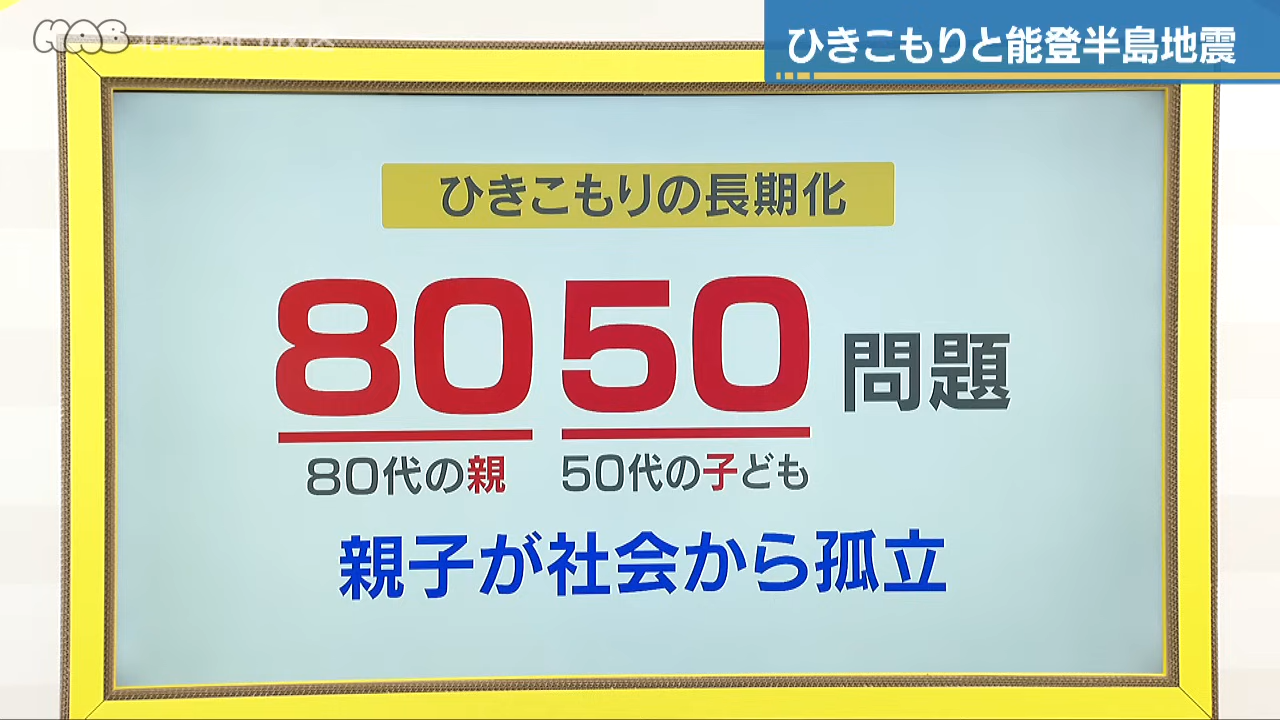 HAB
ひきこもりと能登半島地震
ひきこもりの長期化
8050問題
80代の親 50代の子ども
親子が社会から孤立